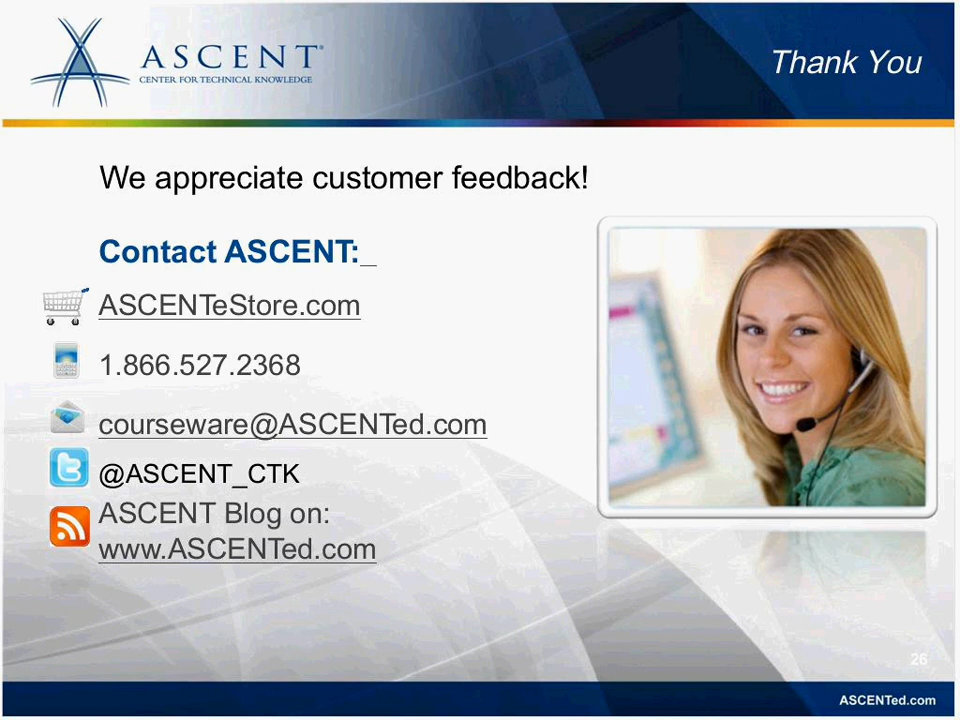 ASCENT®
CENTER FOR TECHNICAL KNOWLEDGE
Thank You
We appreciate customer feedback!
Contact ASCENT:_
ASCENTeStore.com
1.866.527.2368
courseware@ASCENTed.com
@ASCENT_CTK
ASCENT Blog on:
www.ASCENTed.com
26
ASCENTed.com